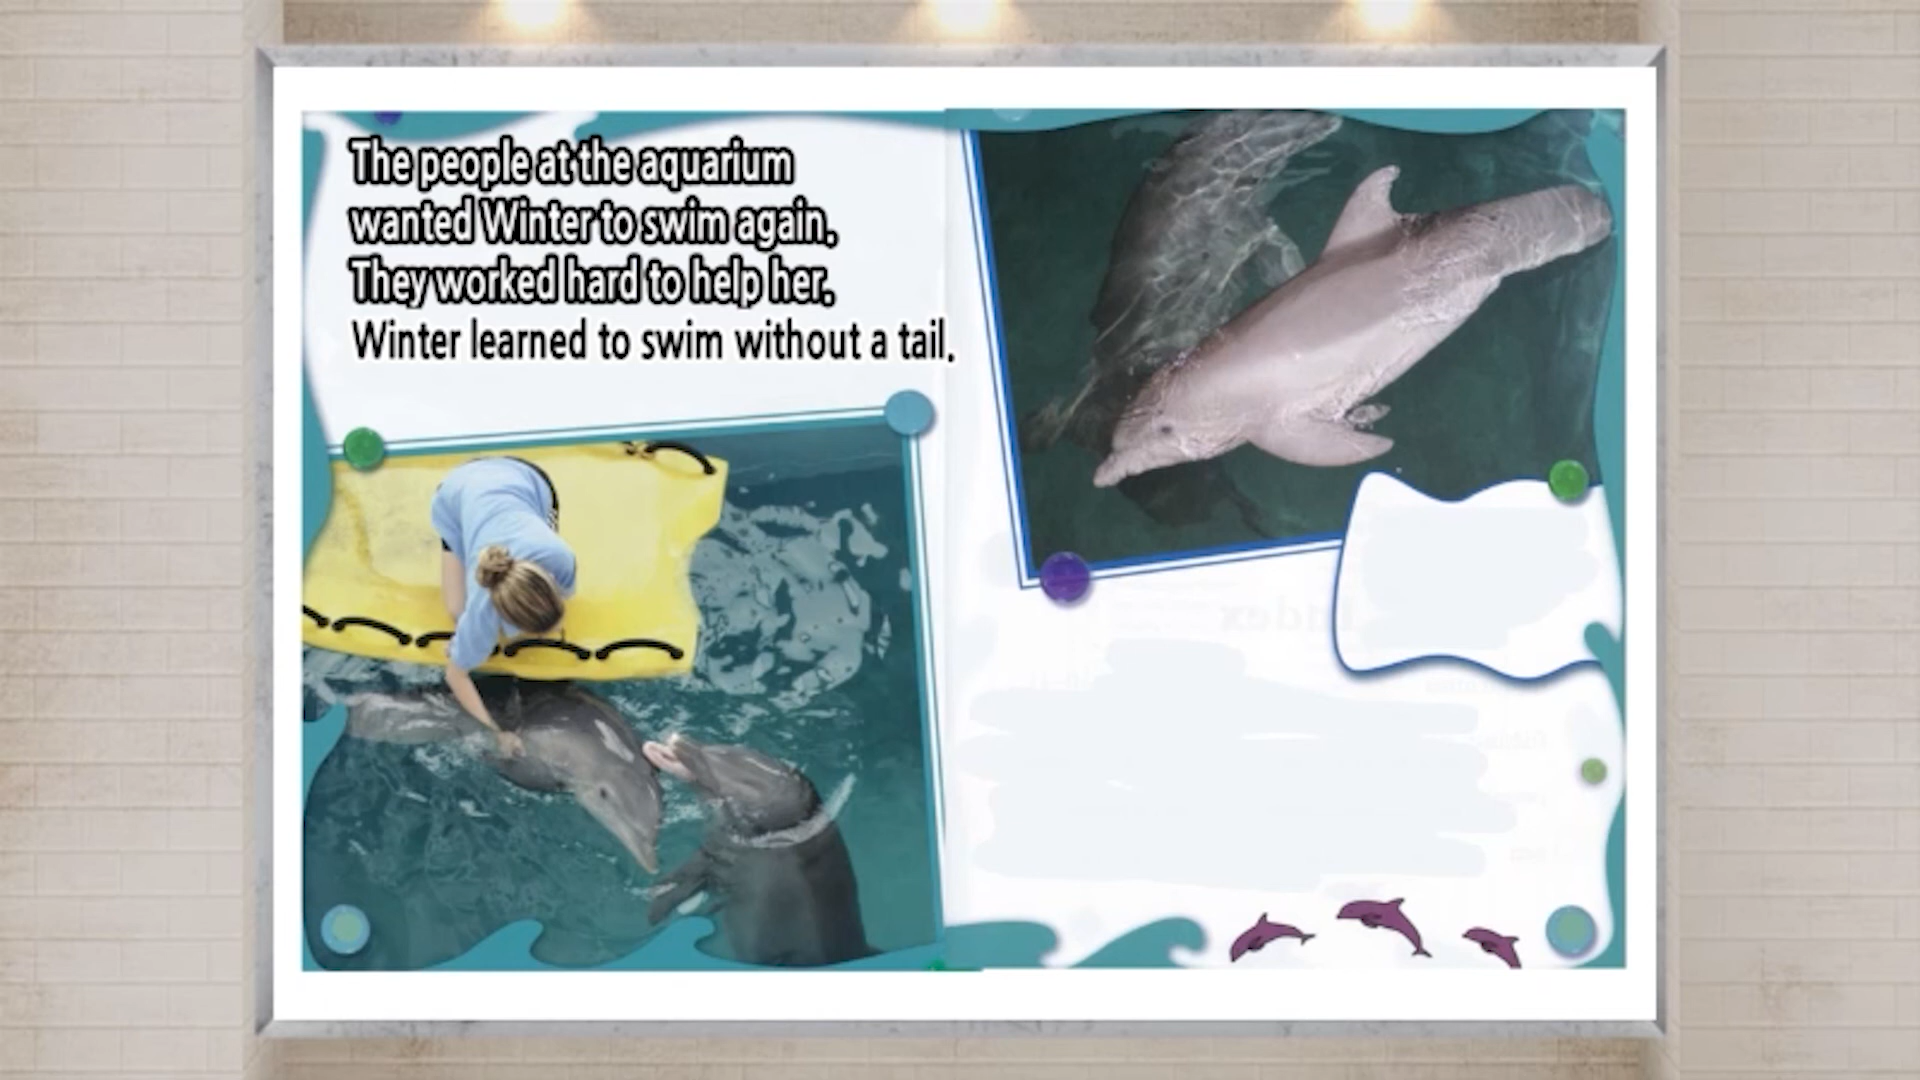 The people at the aquarium
wanted Winter to swim again.
They worked hard to help her.
Winter learned to swim without a tail.